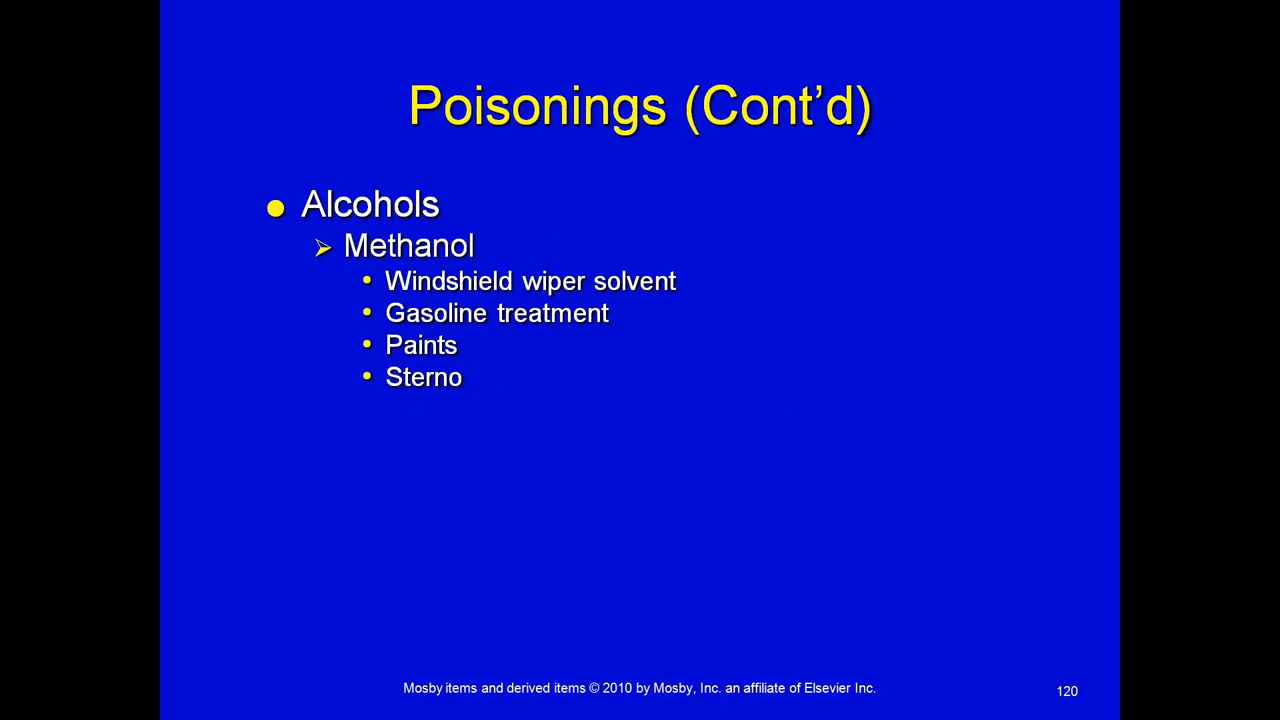 Poisonings (Cont’d)
Alcohols
Methanol
Windshield wiper solvent
Gasoline treatment
Paints
Sterno
Mosby items and derived items © 2010 by Mosby, Inc. an affiliate of Elsevier Inc.
120